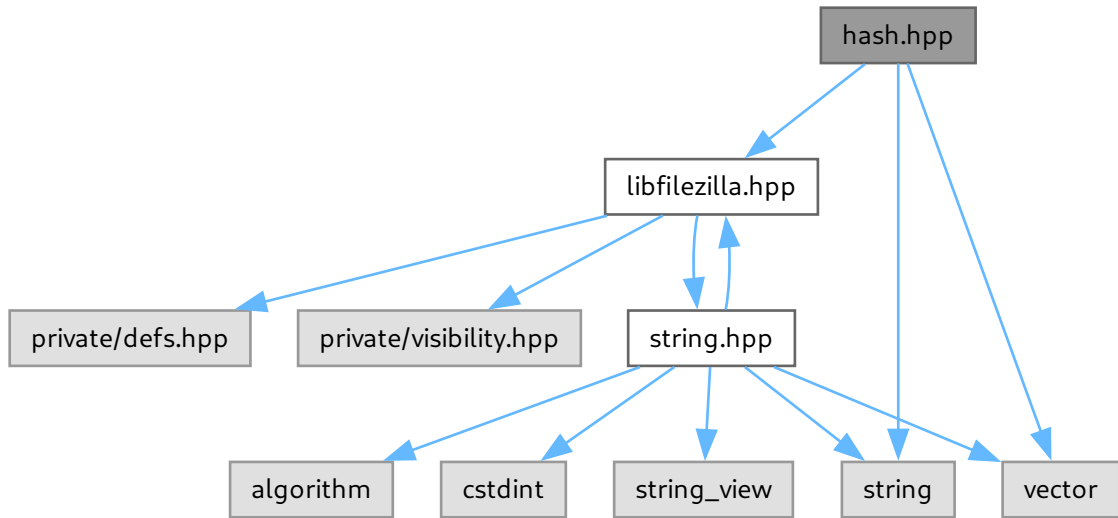 hash.hpp
libfilezilla.hpp
private/defs.hpp
private/visibility.hpp
string.hpp
algorithm
cstdint
string_view
string
vector